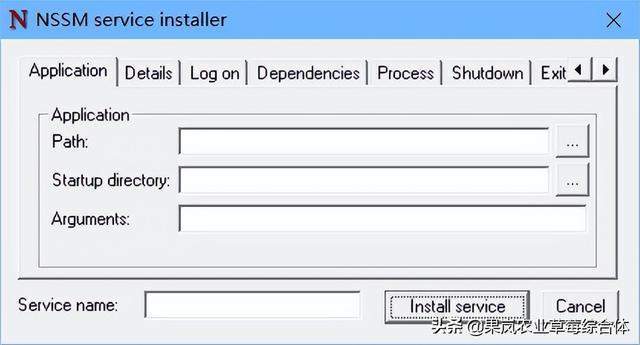 N NSSM service installer
Application Details Log on Dependencies Process Shutdown Exit
Application
Path:
...
Startup directory:
...
Arguments:
Service name:
Install service Cancel
头条 @果岚农业草莓综合体